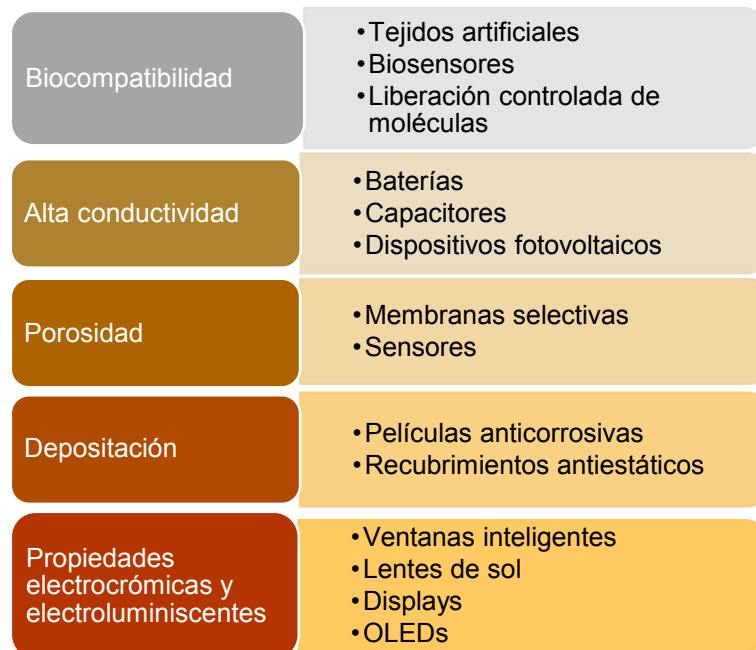 Biocompatibilidad
•Tejidos artificiales
•Biosensores
•Liberación controlada de
moléculas
Alta conductividad
•Baterías
•Capacitores
•Dispositivos fotovoltaicos
Porosidad
•Membranas selectivas
•Sensores
Depositación
•Películas anticorrosivas
•Recubrimientos antiestáticos
Propiedades
electrocrómicas y
electroluminiscentes
•Ventanas inteligentes
•Lentes de sol
•Displays
•OLEDs